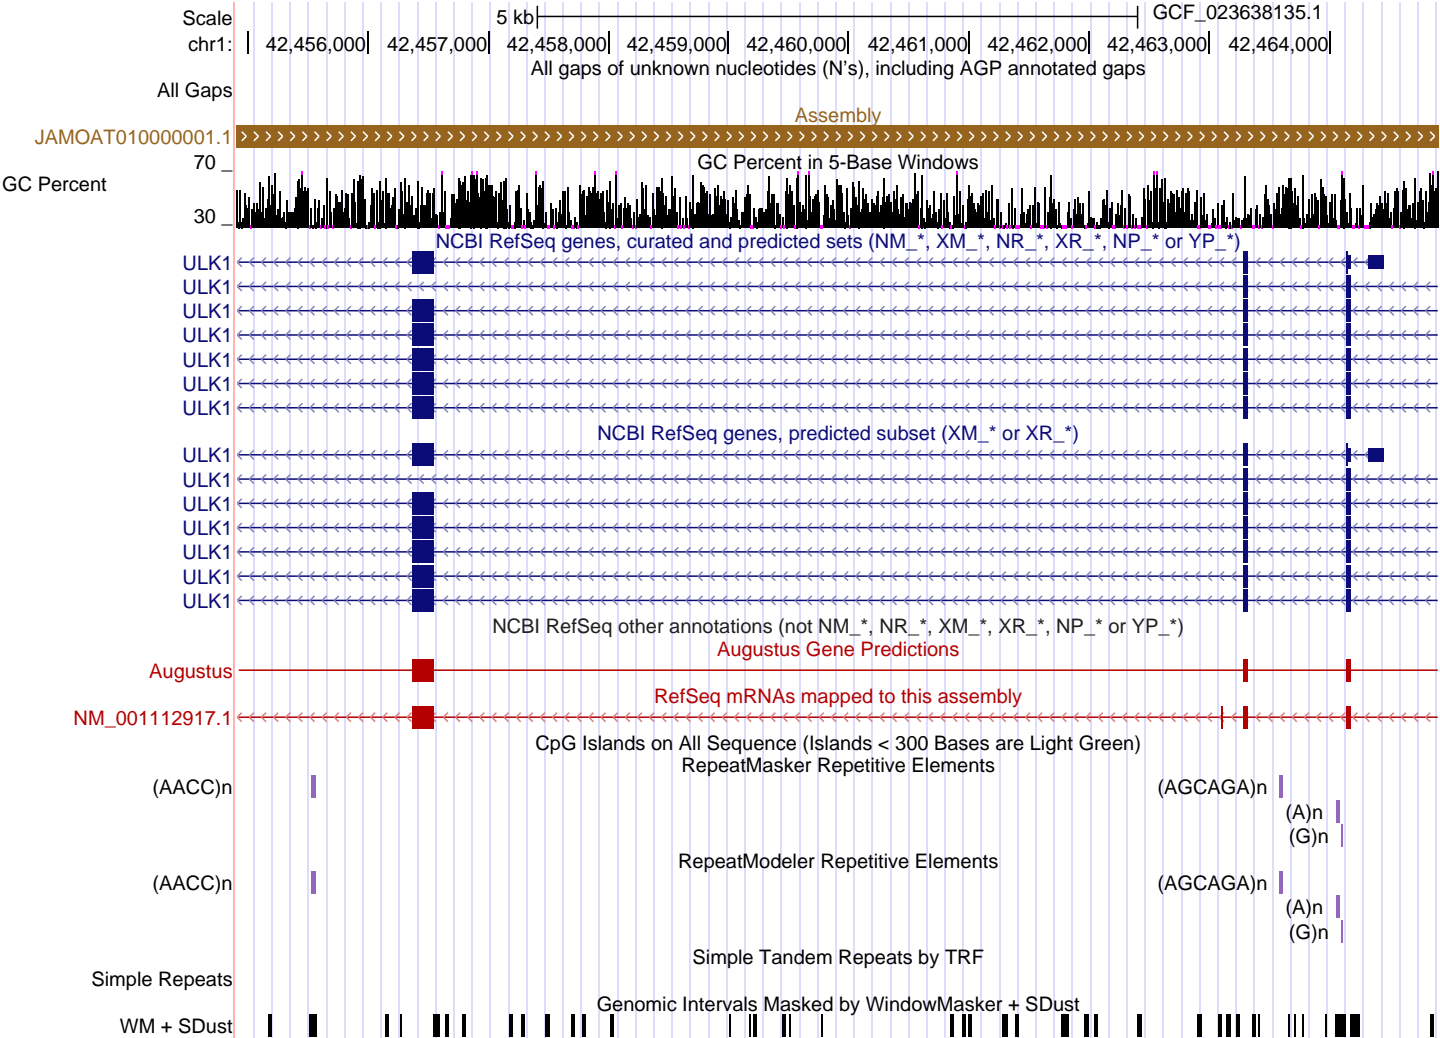 Scale 5 kb GCF_023638135.1
chr1: 42,456,000 42,457,000 42,458,000 42,459,000 42,460,000 42,461,000 42,462,000 42,463,000 42,464,000
All gaps of unknown nucleotides (N's), including AGP annotated gaps
All Gaps
Assembly
JAMOAT010000001.1
70 _ GC Percent in 5-Base Windows
GC Percent
30 _
NCBI RefSeq genes, curated and predicted sets (NM_*, XM_*, NR_*, XR_*, NP_* or YP_*)
ULK1
ULK1
ULK1
ULK1
ULK1
ULK1
ULK1
NCBI RefSeq genes, predicted subset (XM_* or XR_*)
ULK1
ULK1
ULK1
ULK1
ULK1
ULK1
ULK1
NCBI RefSeq other annotations (not NM_*, NR_*, XM_*, XR_*, NP_* or YP_*)
Augustus Gene Predictions
Augustus
RefSeq mRNAs mapped to this assembly
NM_001112917.1
CpG Islands on All Sequence (Islands < 300 Bases are Light Green)
RepeatMasker Repetitive Elements
(AACC)n (AGCAGA)n
(A)n
(G)n
RepeatModeler Repetitive Elements
(AACC)n (AGCAGA)n
(A)n
(G)n
Simple Tandem Repeats by TRF
Simple Repeats
Genomic Intervals Masked by WindowMasker + SDust
WM + SDust